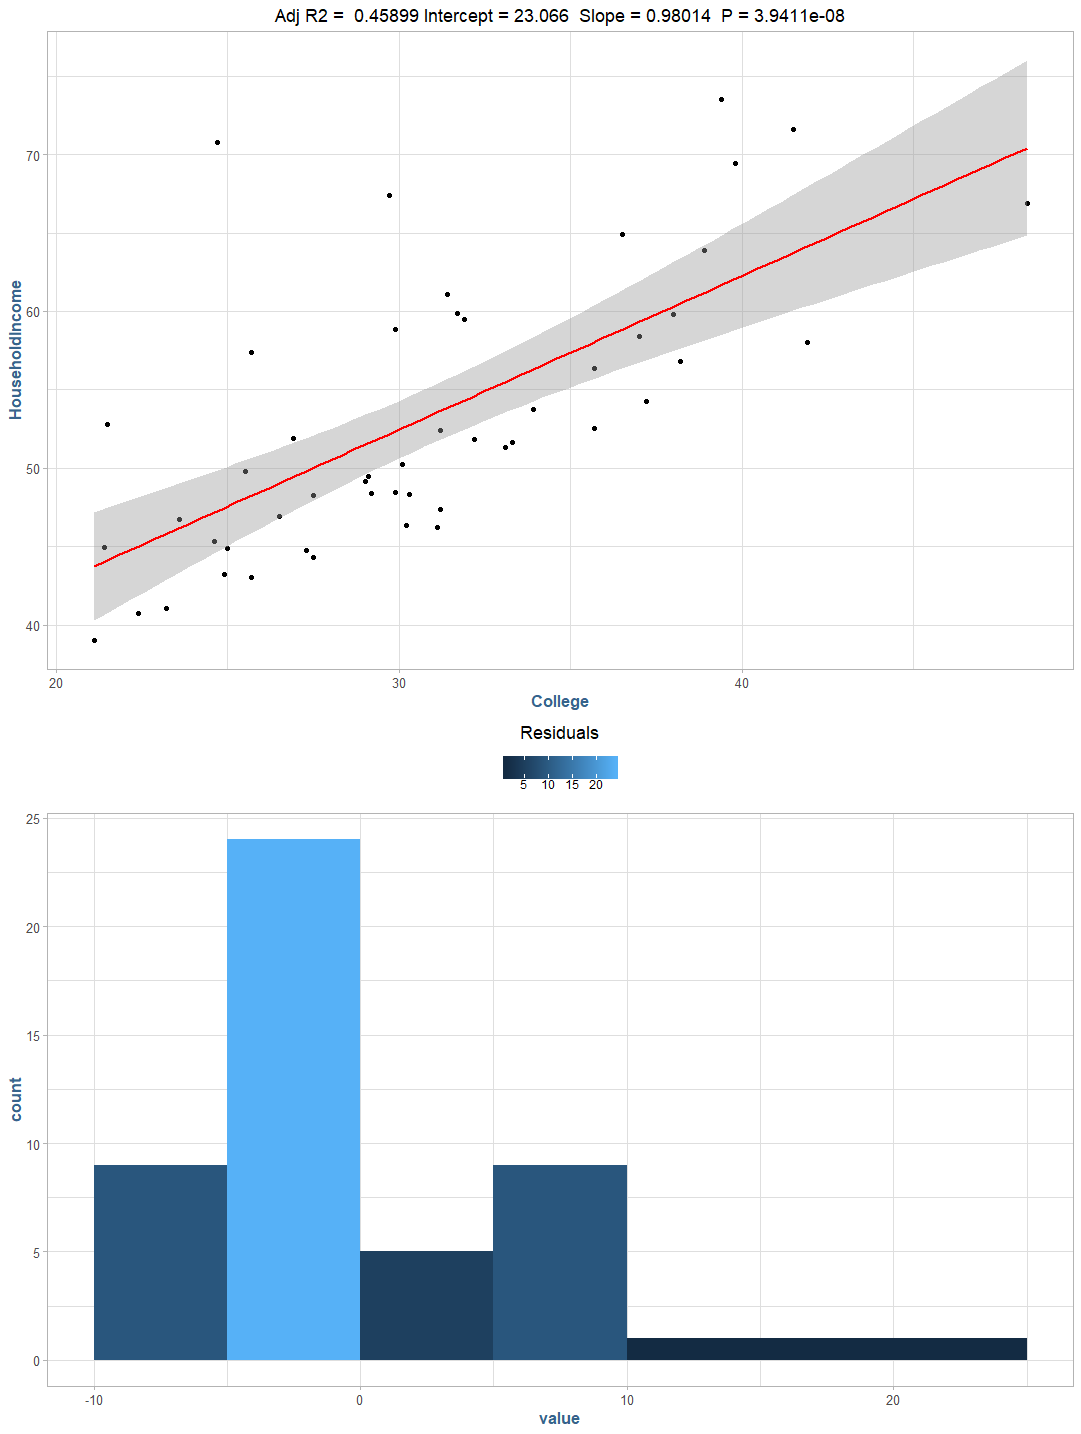 Adj R2 =  0.45899 Intercept = 23.066  Slope = 0.98014  P = 3.9411e-08
HouseholdIncome
70
60
50
40
20 30 40
College
Residuals
5 10 15 20
count
25
20
15
10
5
0
-10 0 10 20
value